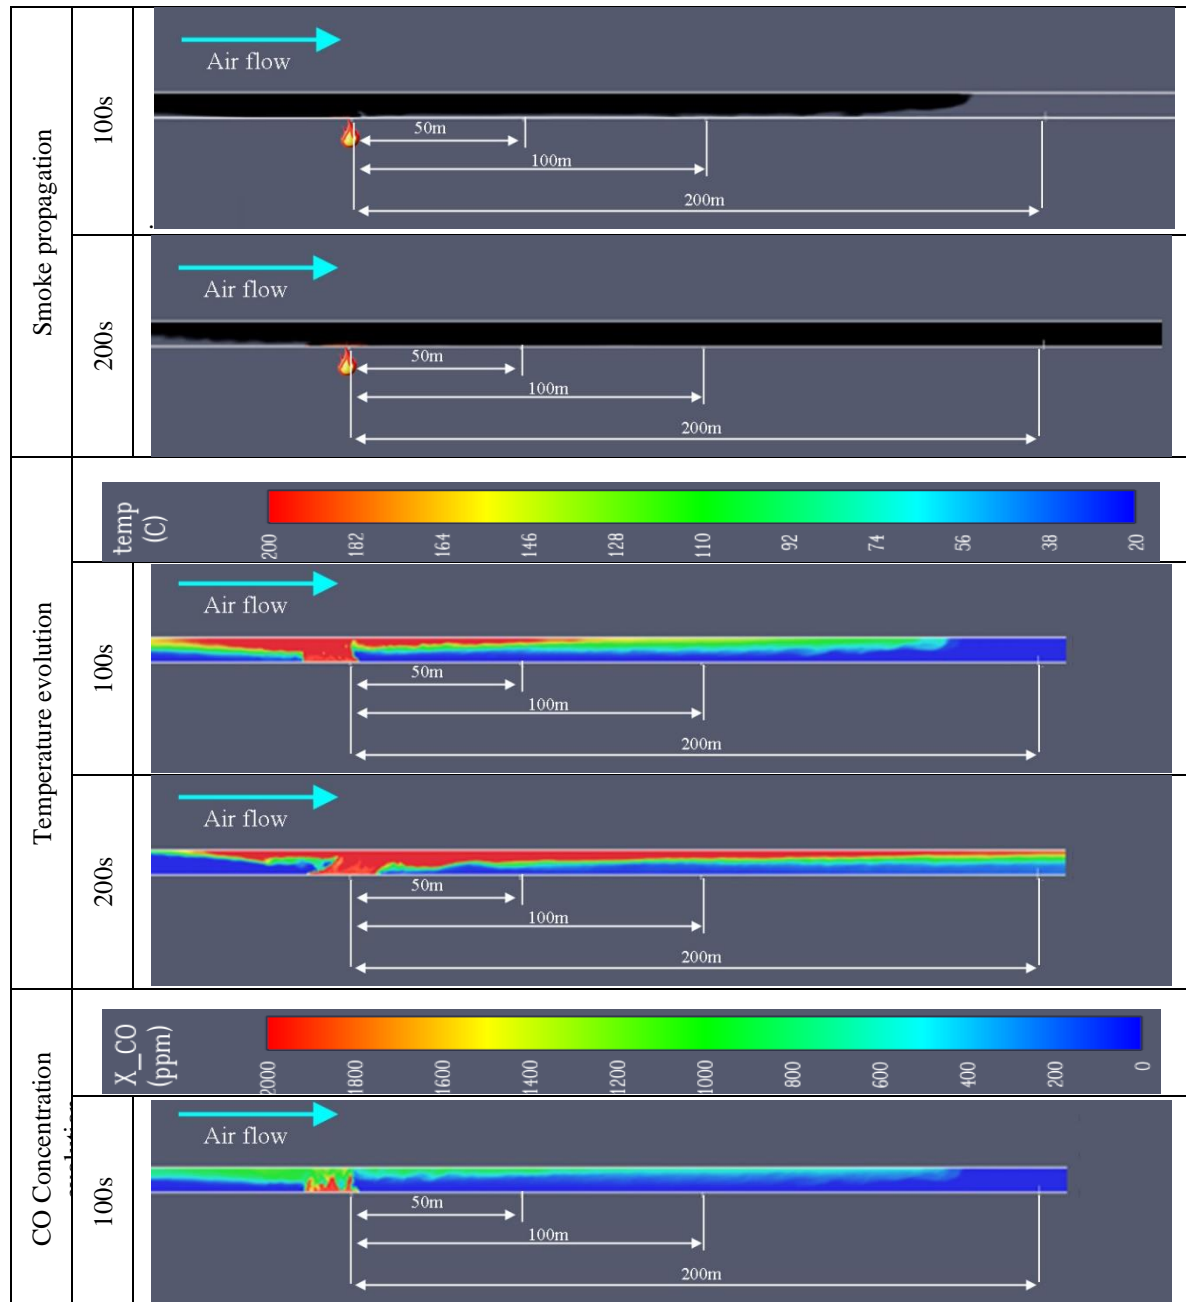 Smoke propagation
100s
Air flow
50m
100m
200m
.
200s
Air flow
50m
100m
200m
Temperature evolution
temp
(C)
200 182 164 146 128 110 92 74 56 38 20
100s
Air flow
50m
100m
200m
200s
Air flow
50m
100m
200m
CO Concentration
X_CO
(ppm)
2000 1800 1600 1400 1200 1000 800 600 400 200 0
100s
Air flow
50m
100m
200m